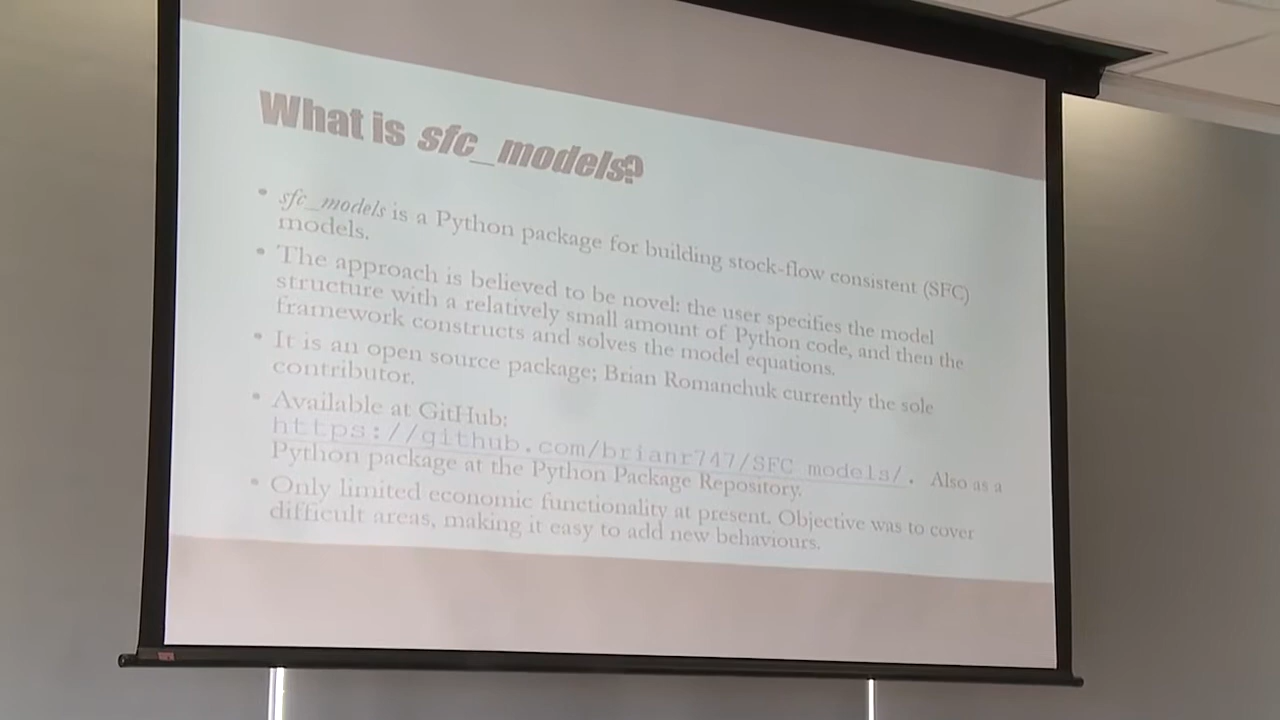 What is sfc_models?
• sfc_models is a Python package for building stock-flow consistent (SFC)
models.
• The approach is believed to be novel: the user specifies the model
structure with a relatively small amount of Python code, and then the
framework constructs and solves the model equations.
• It is an open source package; Brian Romanchuk currently the sole
contributor.
• Available at GitHub:
https://github.com/brianr747/SFC_models/. Also as a
Python package at the Python Package Repository.
• Only limited economic functionality at present. Objective was to cover
difficult areas, making it easy to add new behaviours.